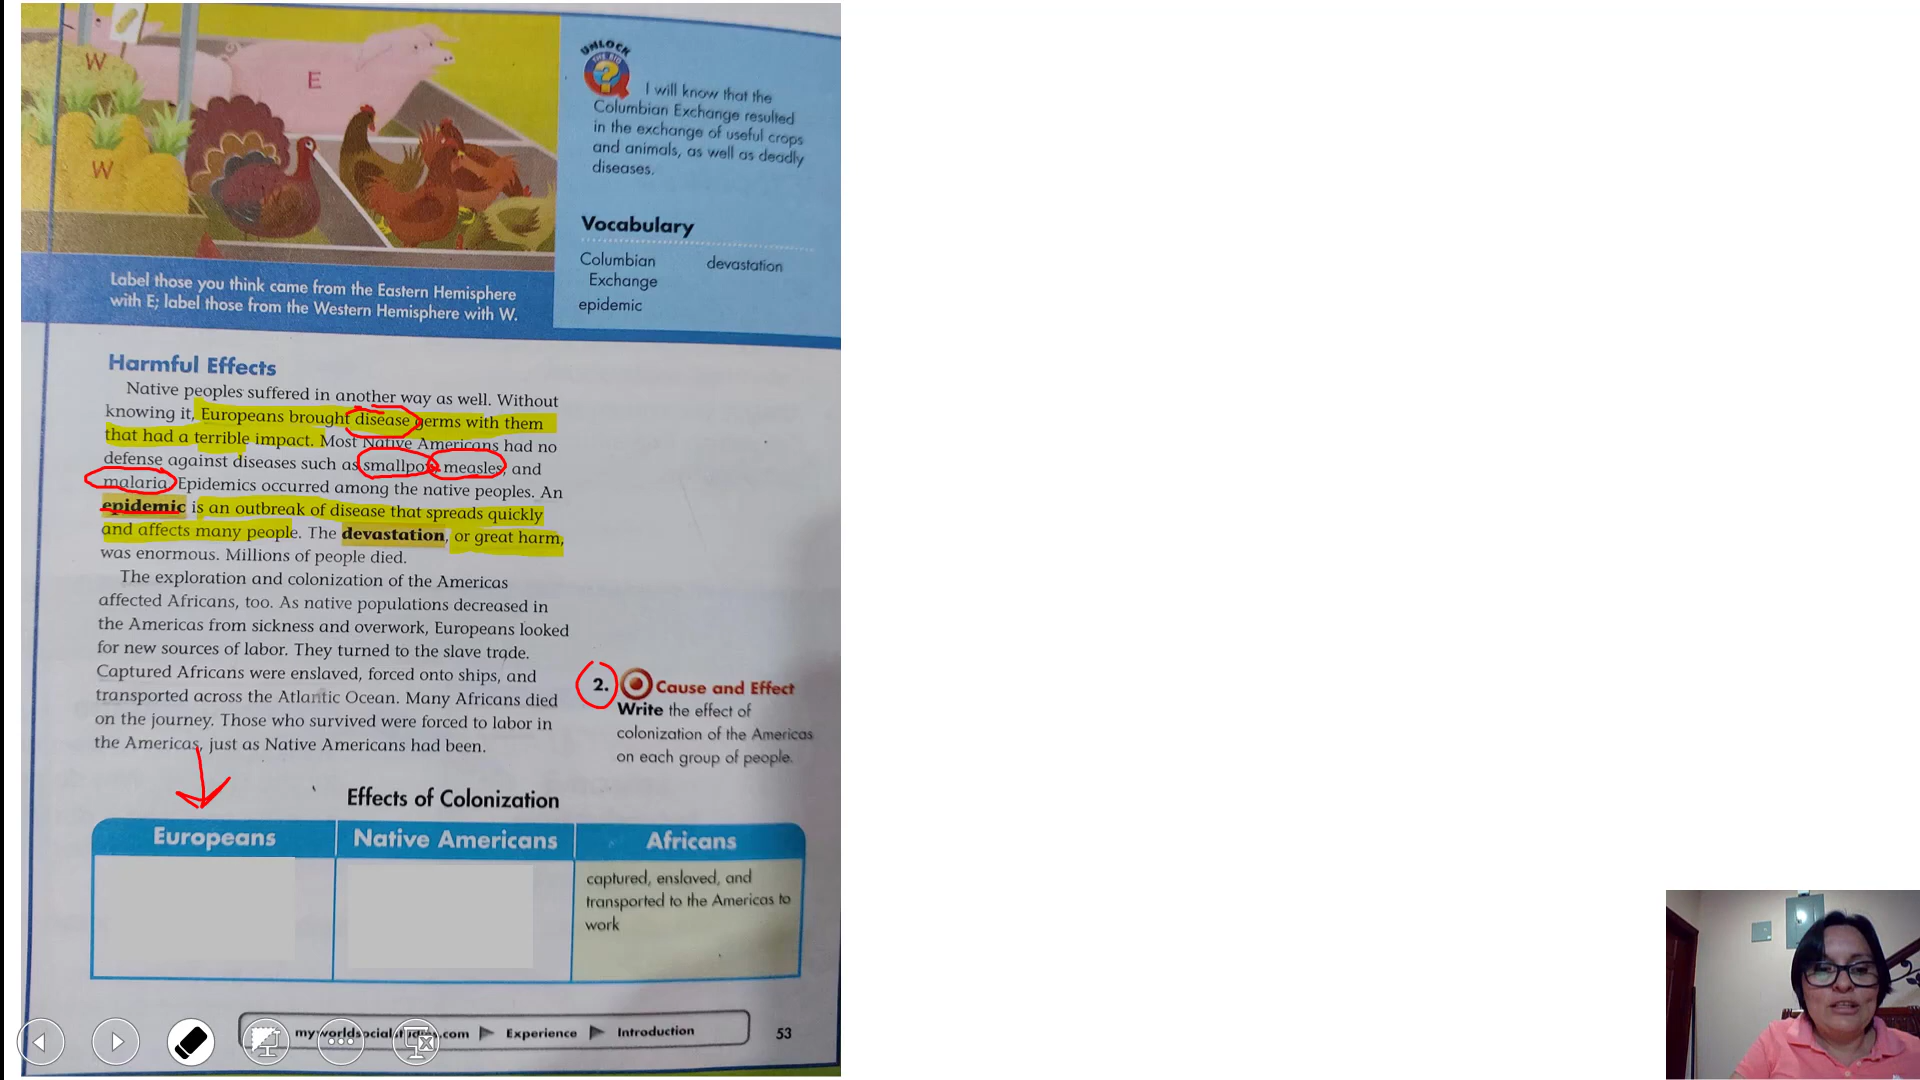 W
E
W
UNLOCK
THE BIG
?
I will know that the
Columbian Exchange resulted
in the exchange of useful crops
and animals, as well as deadly
diseases.
Vocabulary
Columbian devastation
Exchange
epidemic
Label those you think came from the Eastern Hemisphere
with E; label those from the Western Hemisphere with W.
Harmful Effects
Native peoples suffered in another way as well. Without
knowing it, Europeans brought disease germs with them
that had a terrible impact. Most Native Americans had no
defense against diseases such as smallpox, measles, and
malaria. Epidemics occurred among the native peoples. An
epidemic is an outbreak of disease that spreads quickly
and affects many people. The devastation, or great harm,
was enormous. Millions of people died.
The exploration and colonization of the Americas
affected Africans, too. As native populations decreased in
the Americas from sickness and overwork, Europeans looked
for new sources of labor. They turned to the slave trade.
Captured Africans were enslaved, forced onto ships, and
transported across the Atlantic Ocean. Many Africans died
on the journey. Those who survived were forced to labor in
the Americas, just as Native Americans had been.
2. Cause and Effect
Write the effect of
colonization of the Americas
on each group of people.
Effects of Colonization
Europeans Native Americans Africans
captured, enslaved, and
transported to the Americas to
work
myworldsocialstudies.com Experience Introduction 53